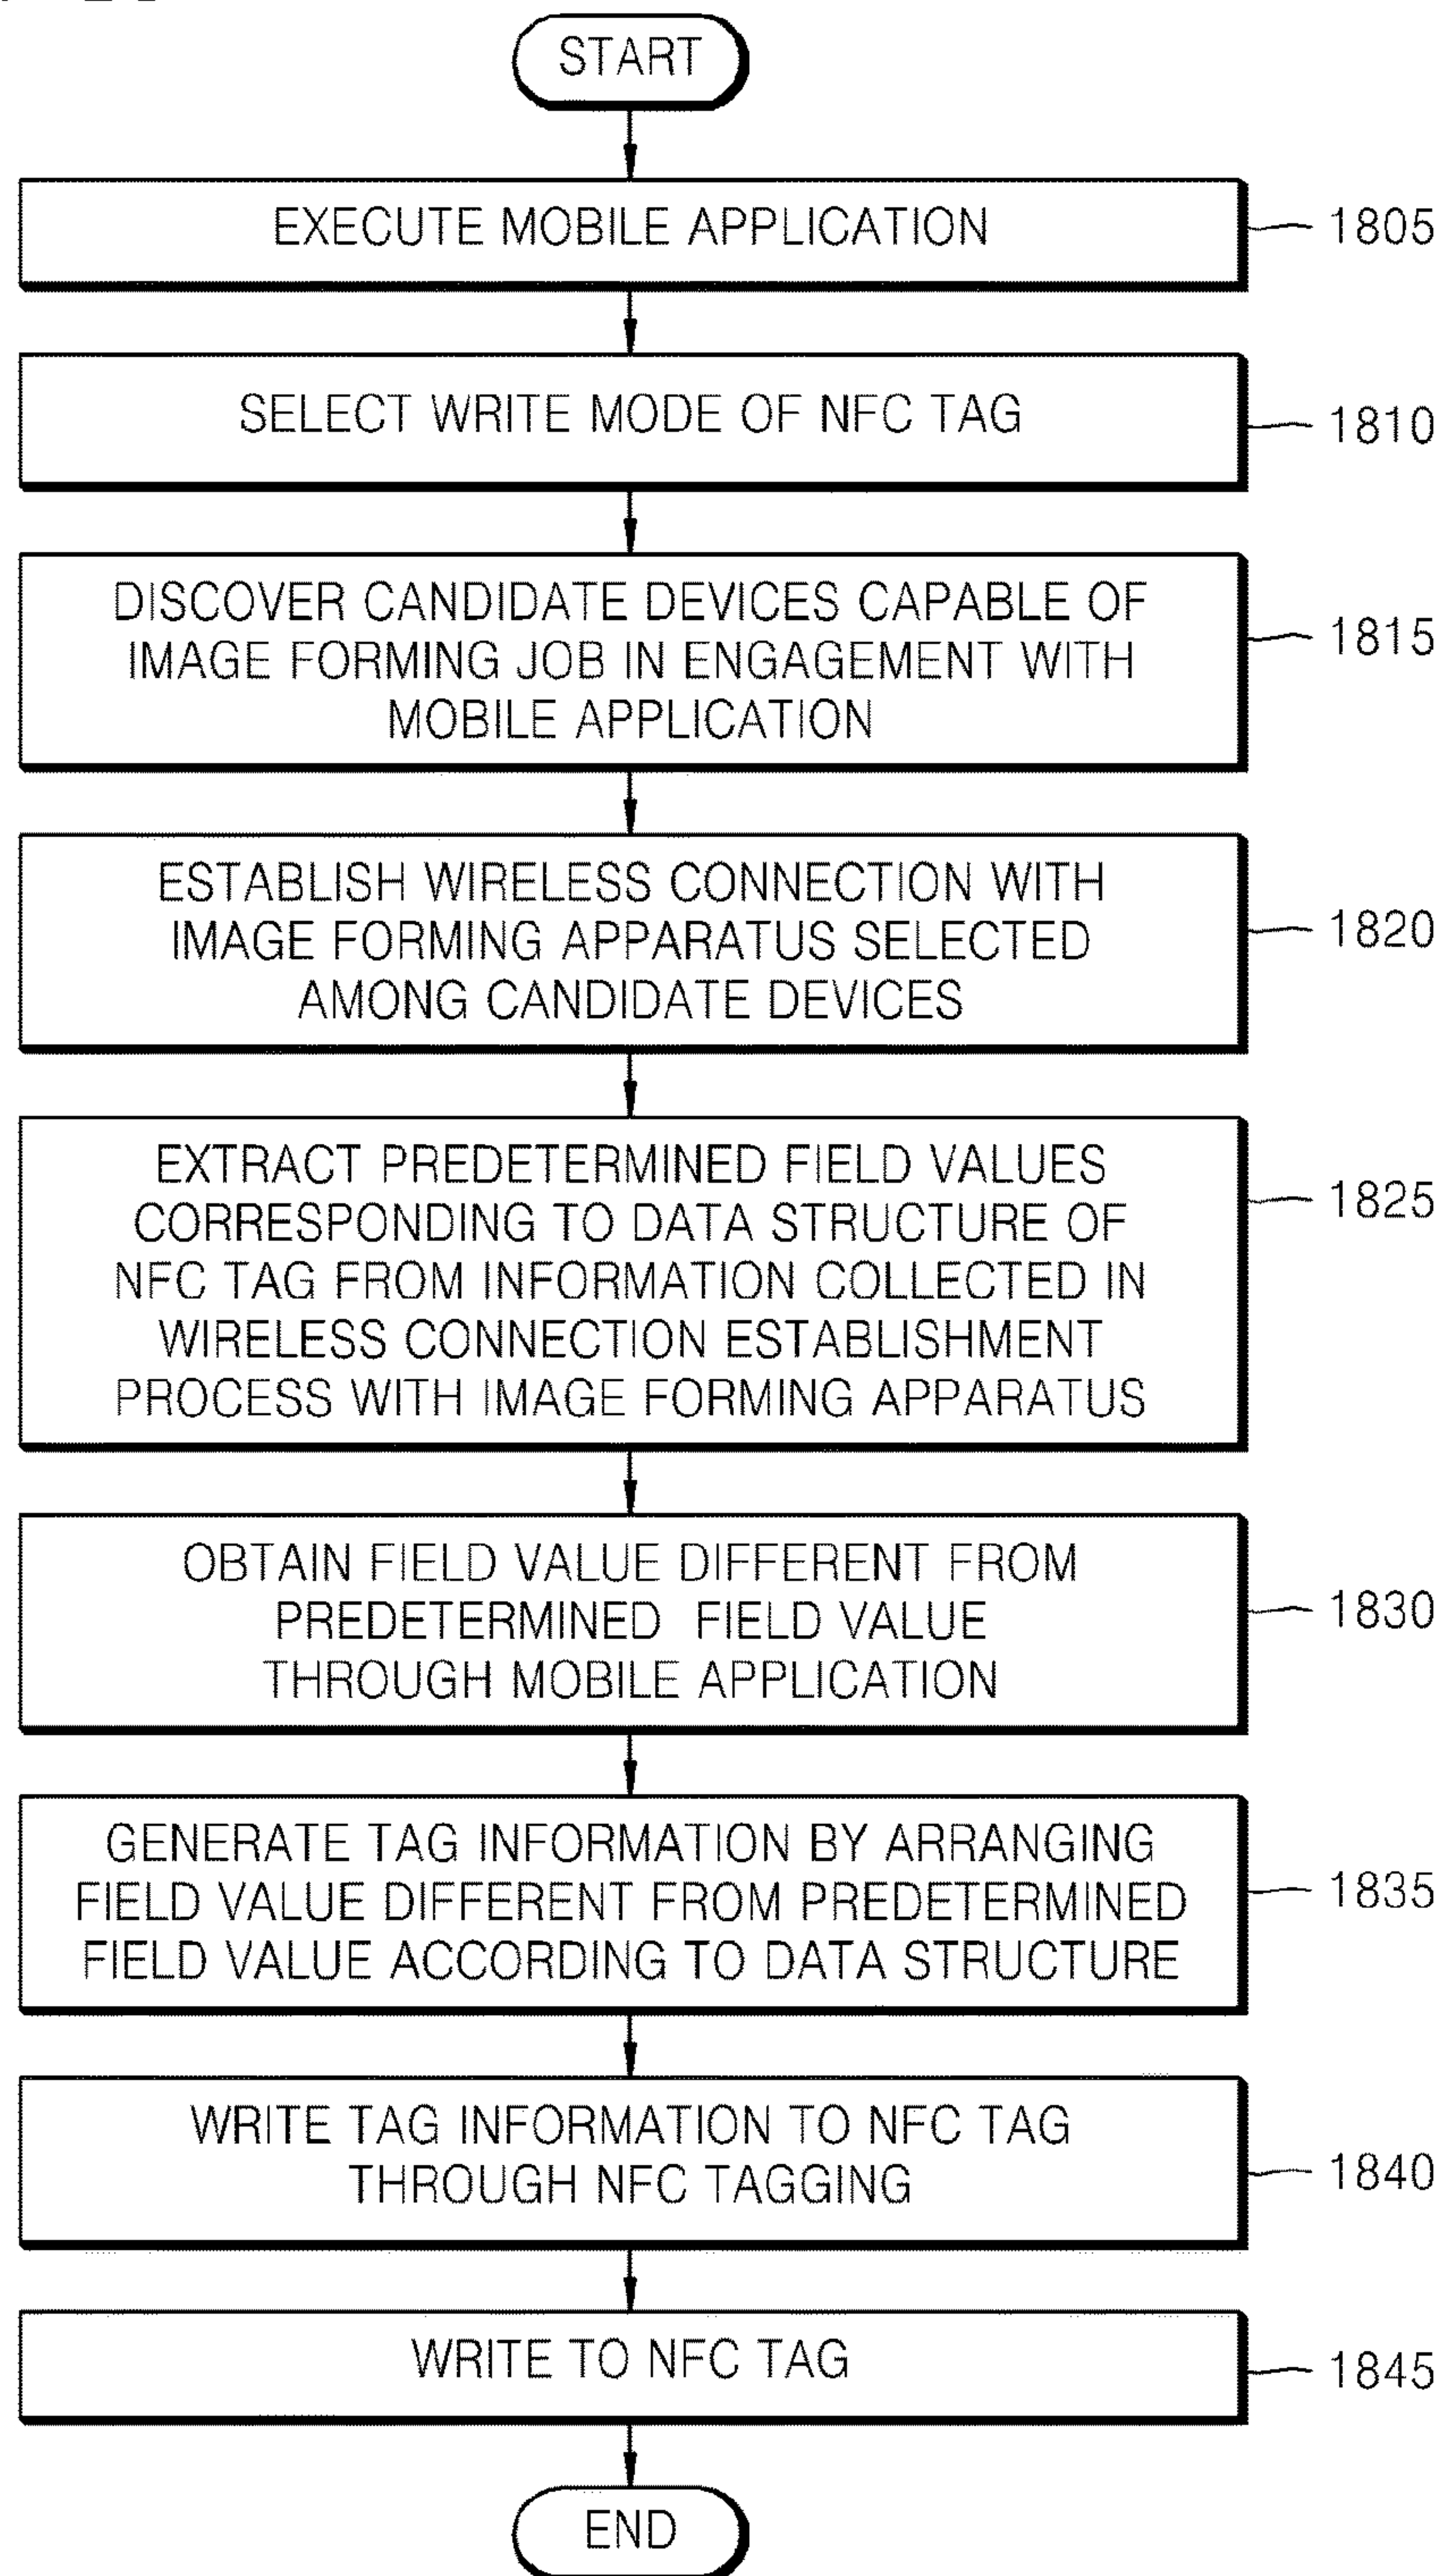 START
EXECUTE MOBILE APPLICATION
1805
SELECT WRITE MODE OF NFC TAG
1810
DISCOVER CANDIDATE DEVICES CAPABLE OF
IMAGE FORMING JOB IN ENGAGEMENT WITH
MOBILE APPLICATION
1815
ESTABLISH WIRELESS CONNECTION WITH
IMAGE FORMING APPARATUS SELECTED
AMONG CANDIDATE DEVICES
1820
EXTRACT PREDETERMINED FIELD VALUES
CORRESPONDING TO DATA STRUCTURE OF
NFC TAG FROM INFORMATION COLLECTED IN
WIRELESS CONNECTION ESTABLISHMENT
PROCESS WITH IMAGE FORMING APPARATUS
1825
OBTAIN FIELD VALUE DIFFERENT FROM
PREDETERMINED FIELD VALUE
THROUGH MOBILE APPLICATION
1830
GENERATE TAG INFORMATION BY ARRANGING
FIELD VALUE DIFFERENT FROM PREDETERMINED
FIELD VALUE ACCORDING TO DATA STRUCTURE
1835
WRITE TAG INFORMATION TO NFC TAG
THROUGH NFC TAGGING
1840
WRITE TO NFC TAG
1845
END